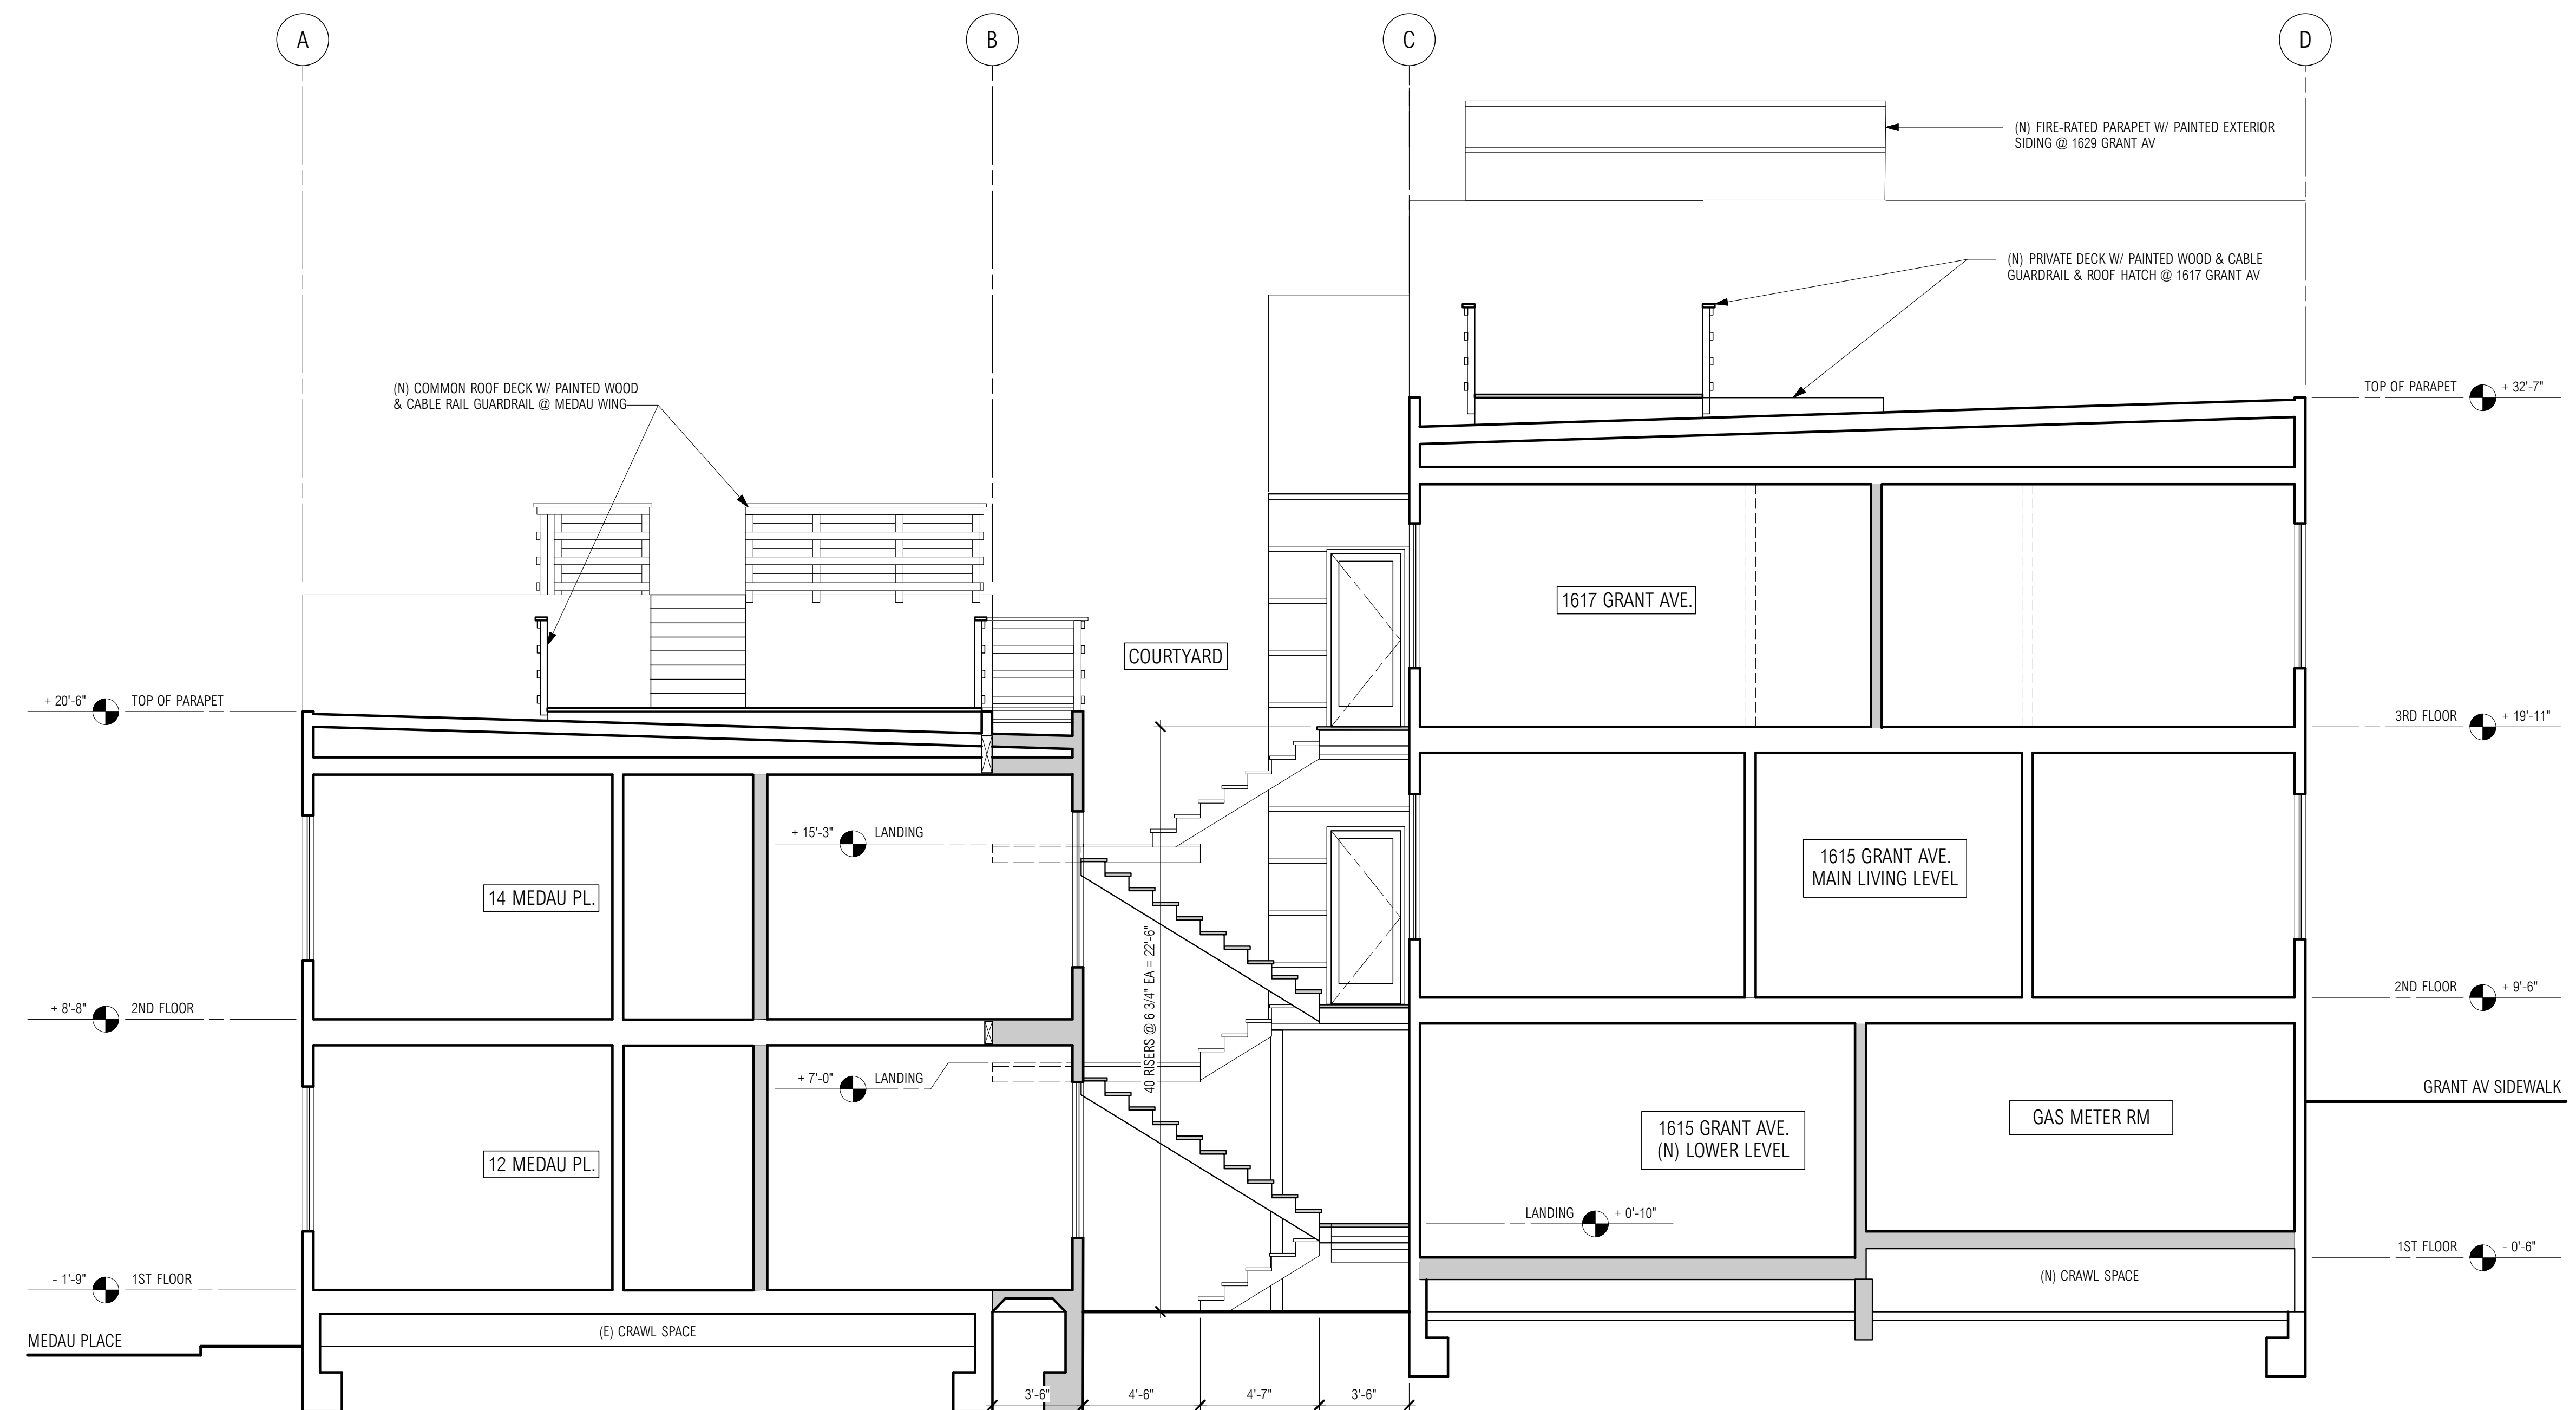 A
B
C
D
(N) FIRE-RATED PARAPET W/ PAINTED EXTERIOR
SIDING @ 1629 GRANT AV
(N) PRIVATE DECK W/ PAINTED WOOD & CABLE
GUARDRAIL & ROOF HATCH @ 1617 GRANT AV
(N) COMMON ROOF DECK W/ PAINTED WOOD
& CABLE RAIL GUARDRAIL @ MEDAU WING
TOP OF PARAPET
+ 32'-7"
1617 GRANT AVE.
COURTYARD
+ 20'-6"
TOP OF PARAPET
3RD FLOOR
+ 19'-11"
+ 15'-3"
LANDING
14 MEDAU PL.
1615 GRANT AVE.
MAIN LIVING LEVEL
40 RISERS @ 6 3/4" EA = 22'-6"
+ 8'-8"
2ND FLOOR
2ND FLOOR
+ 9'-6"
+ 7'-0"
LANDING
GRANT AV SIDEWALK
12 MEDAU PL.
1615 GRANT AVE.
(N) LOWER LEVEL
GAS METER RM
LANDING
+ 0'-10"
1ST FLOOR
- 0'-6"
- 1'-9"
1ST FLOOR
(N) CRAWL SPACE
MEDAU PLACE
(E) CRAWL SPACE
3'-6"
4'-6"
4'-7"
3'-6"